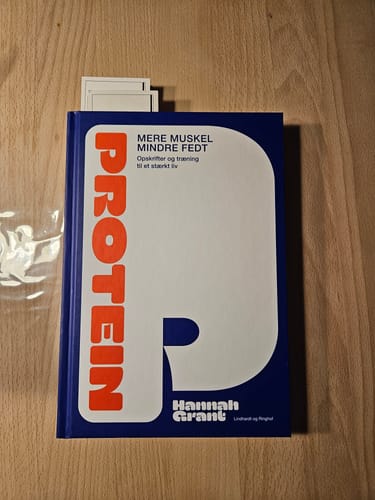 PROTEIN
MERE MUSKEL
MINDRE FEDT
Opskrifter og træning
til et stærkt liv
Hannah
Grant
Lindhardt og Ringhof